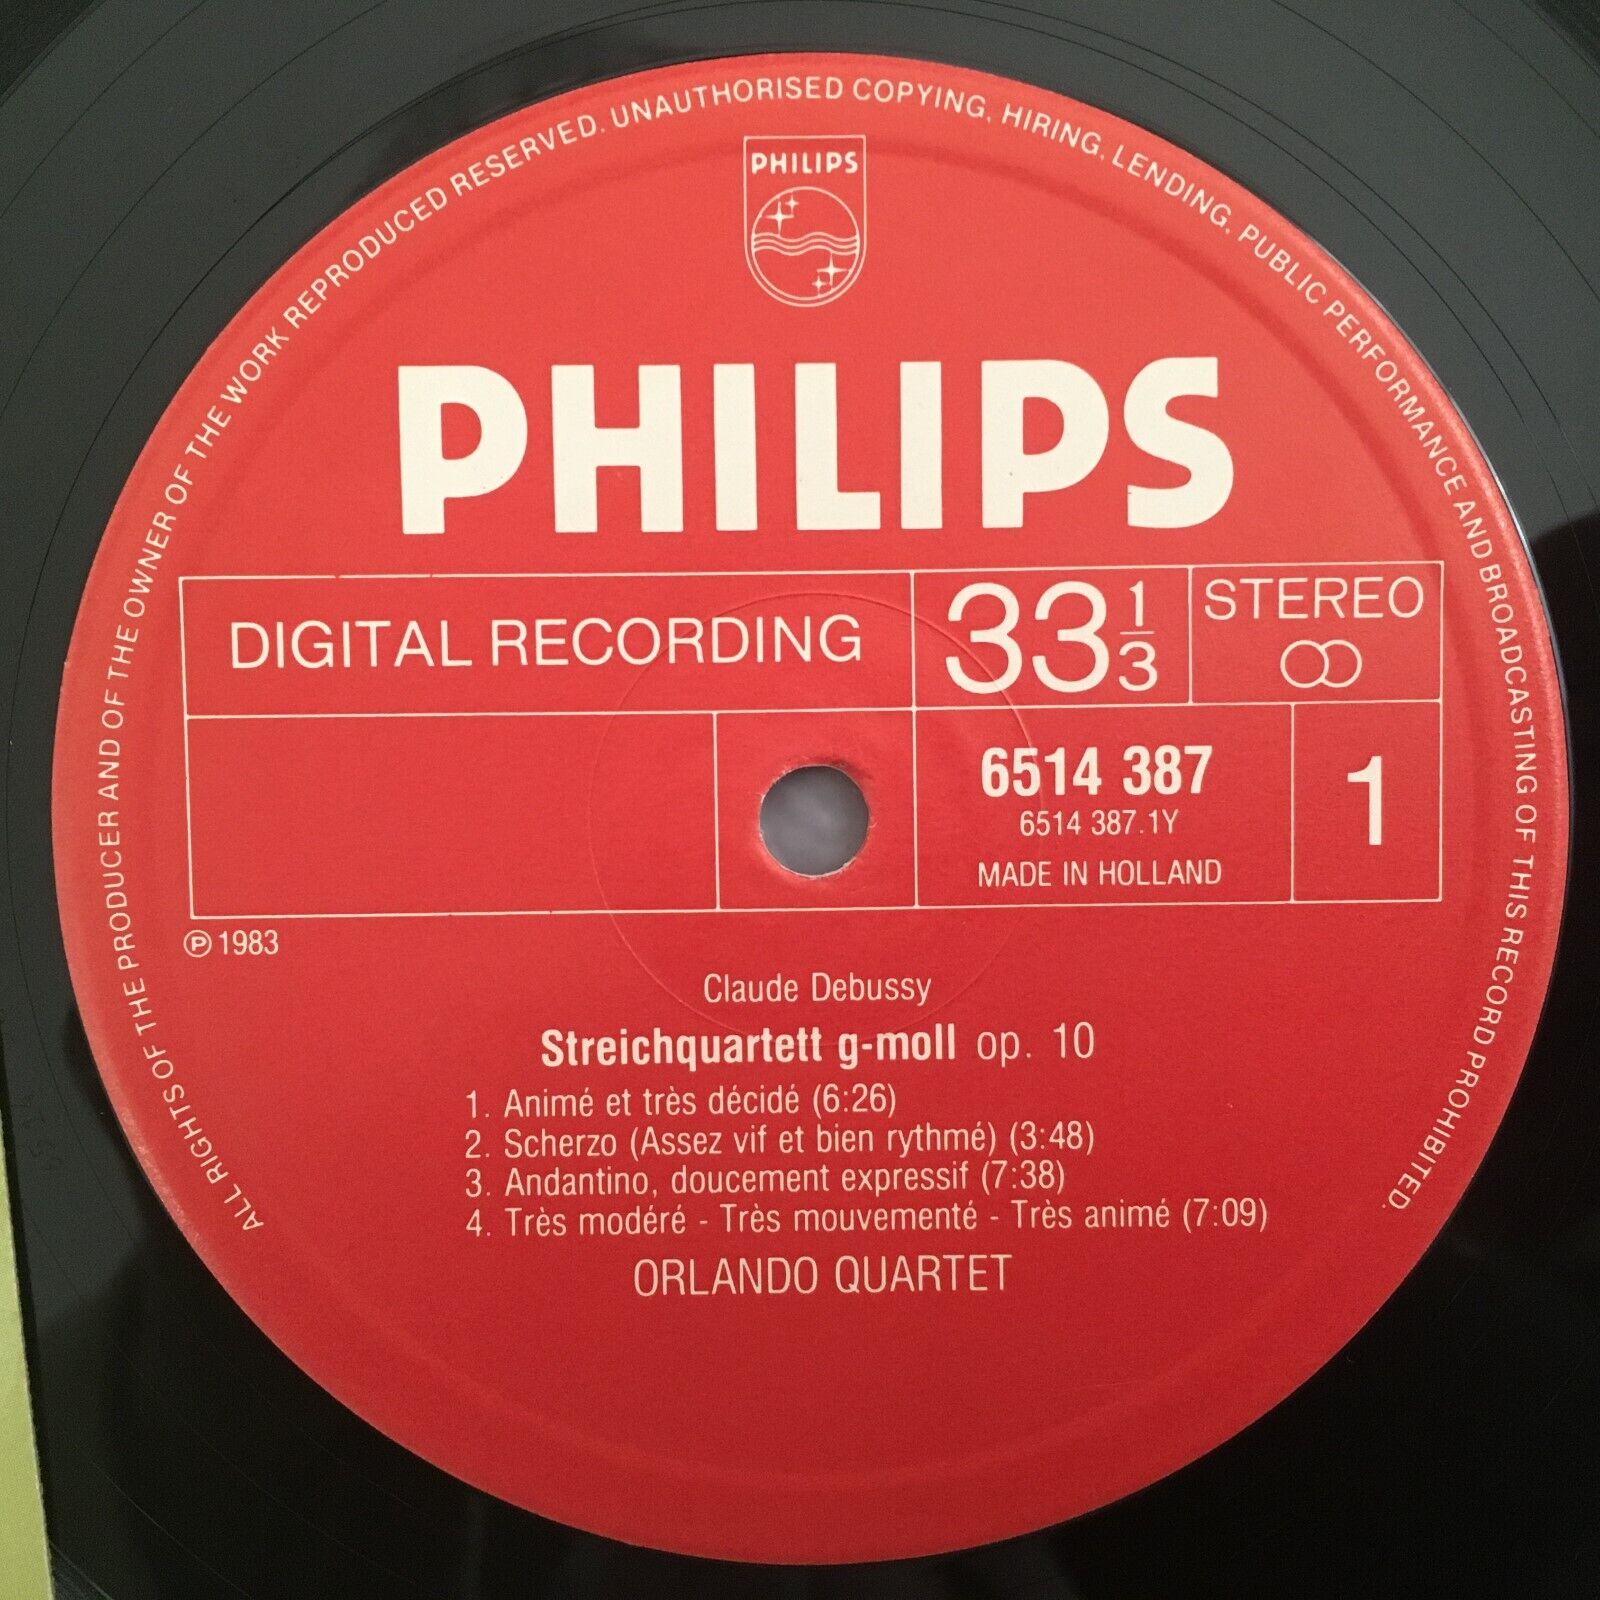 ALL RIGHTS OF THE PRODUCER AND OF THE OWNER OF THE WORK REPRODUCED RESERVED. UNAUTHORISED COPYING, HIRING, LENDING, PUBLIC PERFORMANCE AND BROADCASTING OF THIS RECORD PROHIBITED.
PHILIPS
PHILIPS
DIGITAL RECORDING
33 1/3
STEREO
6514 387
6514 387.1Y
MADE IN HOLLAND
1
℗ 1983
Claude Debussy
Streichquartett g-moll op. 10
1. Animé et très décidé (6:26)
2. Scherzo (Assez vif et bien rythmé) (3:48)
3. Andantino, doucement expressif (7:38)
4. Très modéré - Très mouvementé - Très animé (7:09)
ORLANDO QUARTET